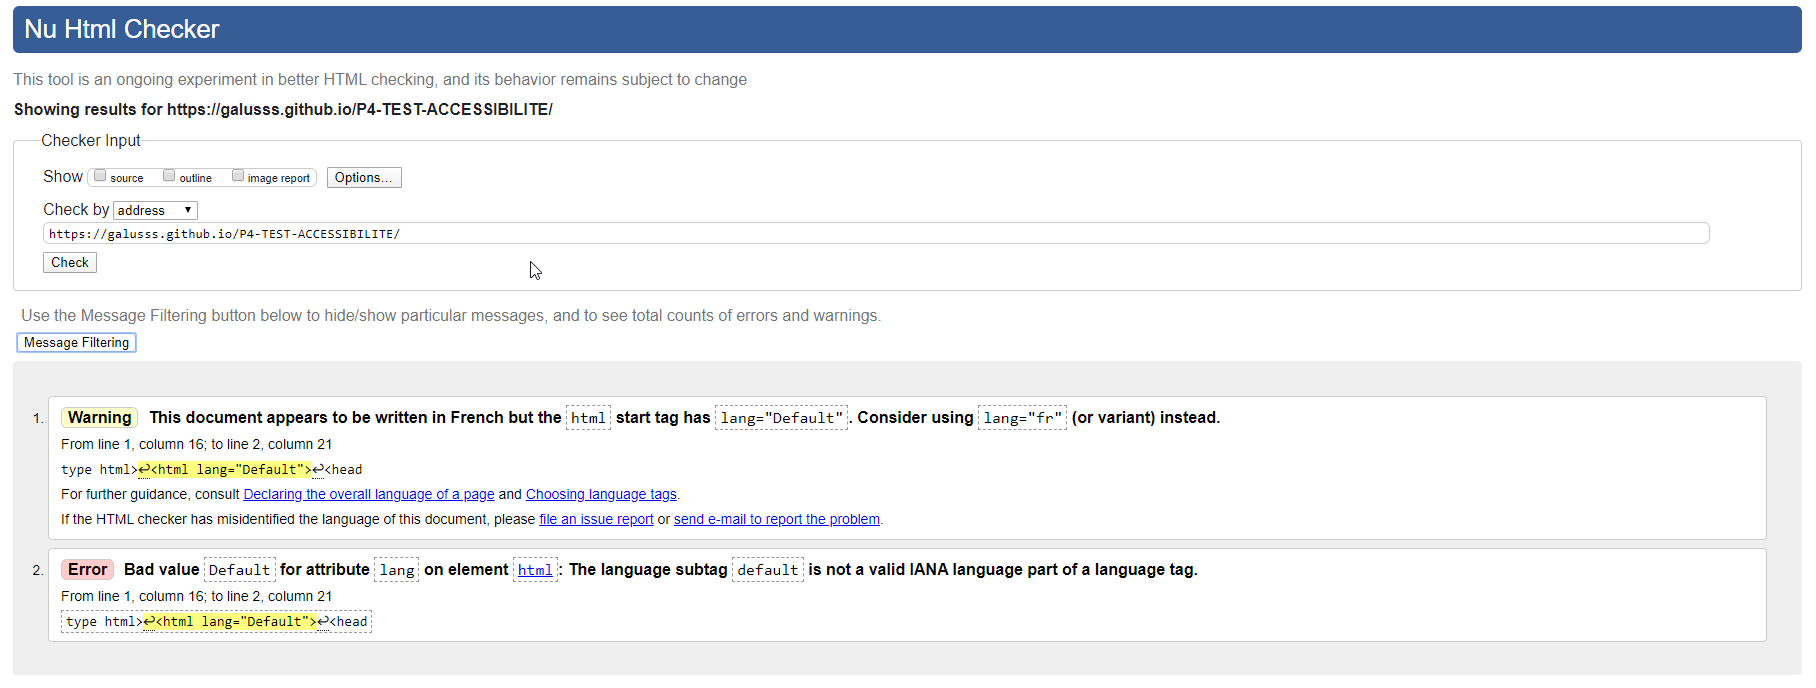 Nu Html Checker
This tool is an ongoing experiment in better HTML checking, and its behavior remains subject to change
Showing results for https://galusss.github.io/P4-TEST-ACCESSIBILITE/
Checker Input
Show source outline image report Options...
Check by address
https://galusss.github.io/P4-TEST-ACCESSIBILITE/
Check
Use the Message Filtering button below to hide/show particular messages, and to see total counts of errors and warnings.
Message Filtering
1. Warning This document appears to be written in French but the html start tag has lang="Default". Consider using lang="fr" (or variant) instead.
From line 1, column 16; to line 2, column 21
type html>↩<html lang="Default">↩<head
For further guidance, consult Declaring the overall language of a page and Choosing language tags.
If the HTML checker has misidentified the language of this document, please file an issue report or send e-mail to report the problem.
2. Error Bad value Default for attribute lang on element html: The language subtag default is not a valid IANA language part of a language tag.
From line 1, column 16; to line 2, column 21
type html>↩<html lang="Default">↩<head